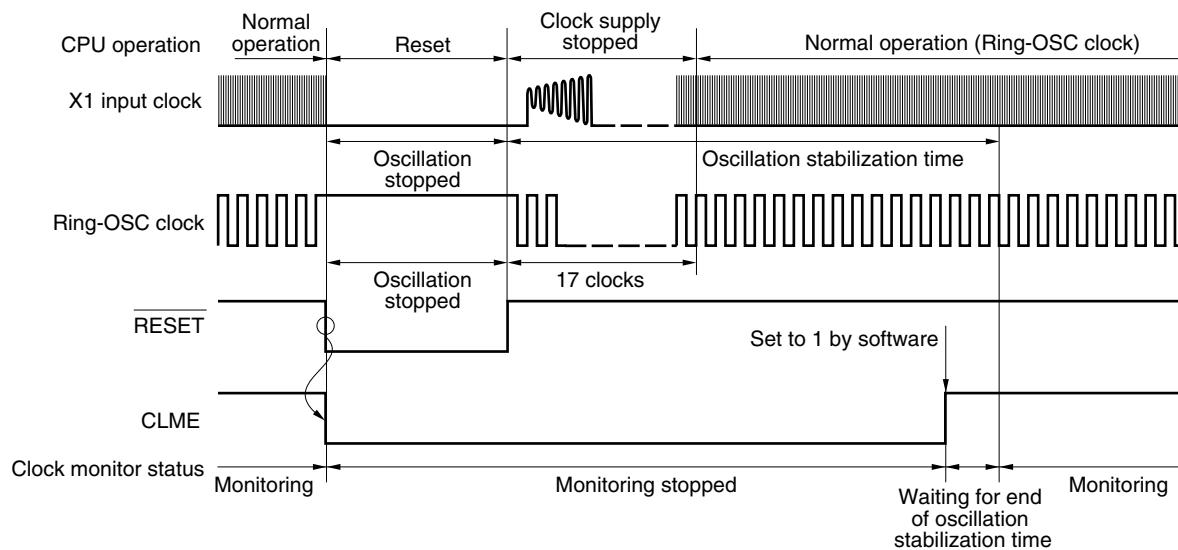 CPU operation
Normal
operation
Reset
Clock supply
stopped
Normal operation (Ring-OSC clock)
X1 input clock
Oscillation
stopped
Oscillation stabilization time
Ring-OSC clock
Oscillation
stopped
17 clocks
RESET
Set to 1 by software
CLME
Clock monitor status
Monitoring
Monitoring stopped
Waiting for end
of oscillation
stabilization time
Monitoring